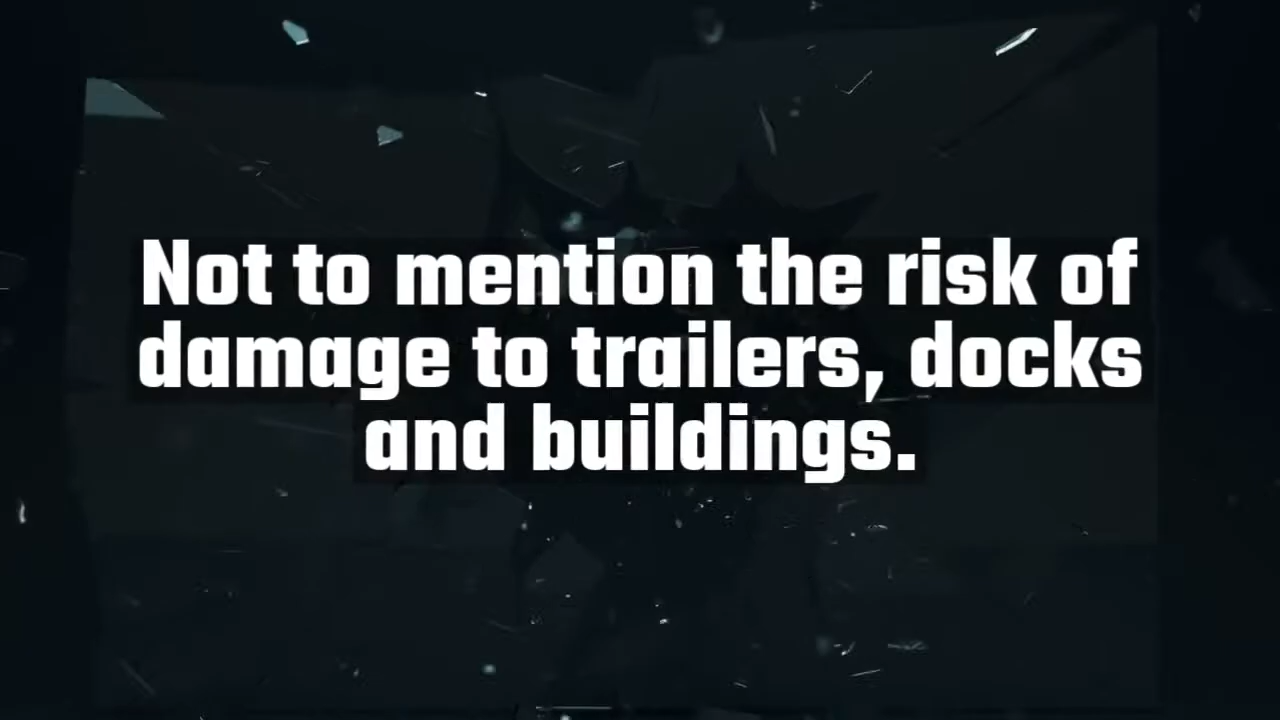 Not to mention the risk of
damage to trailers, docks
and buildings.